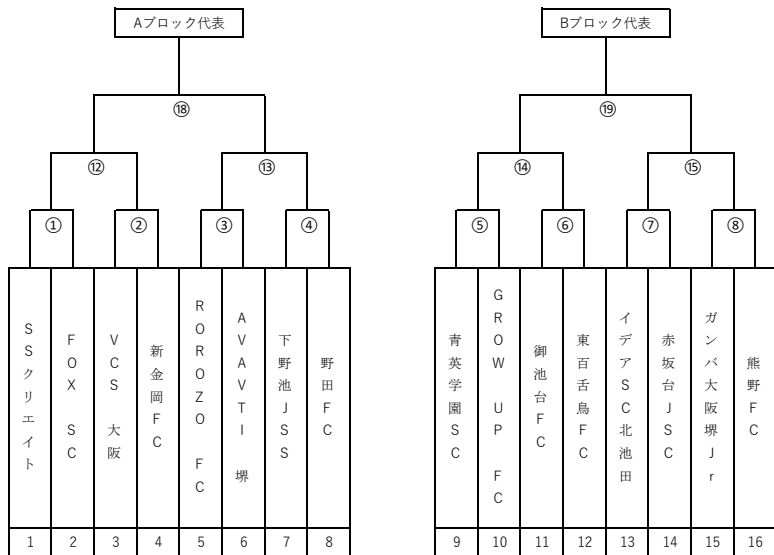 Aブロック代表
Bブロック代表
⑱
⑲
⑫
⑬
⑭
⑮
①
②
③
④
⑤
⑥
⑦
⑧
SSクリエイト
FOX SC
VCS 大阪
新金岡FC
ROROZO FC
AVAVTI 堺
下野池JSS
野田FC
青英学園SC
GROW UP FC
御池台FC
東百舌鳥FC
イデアSC北池田
赤坂台JSC
ガンバ大阪堺Jr
熊野FC
1
2
3
4
5
6
7
8
9
10
11
12
13
14
15
16